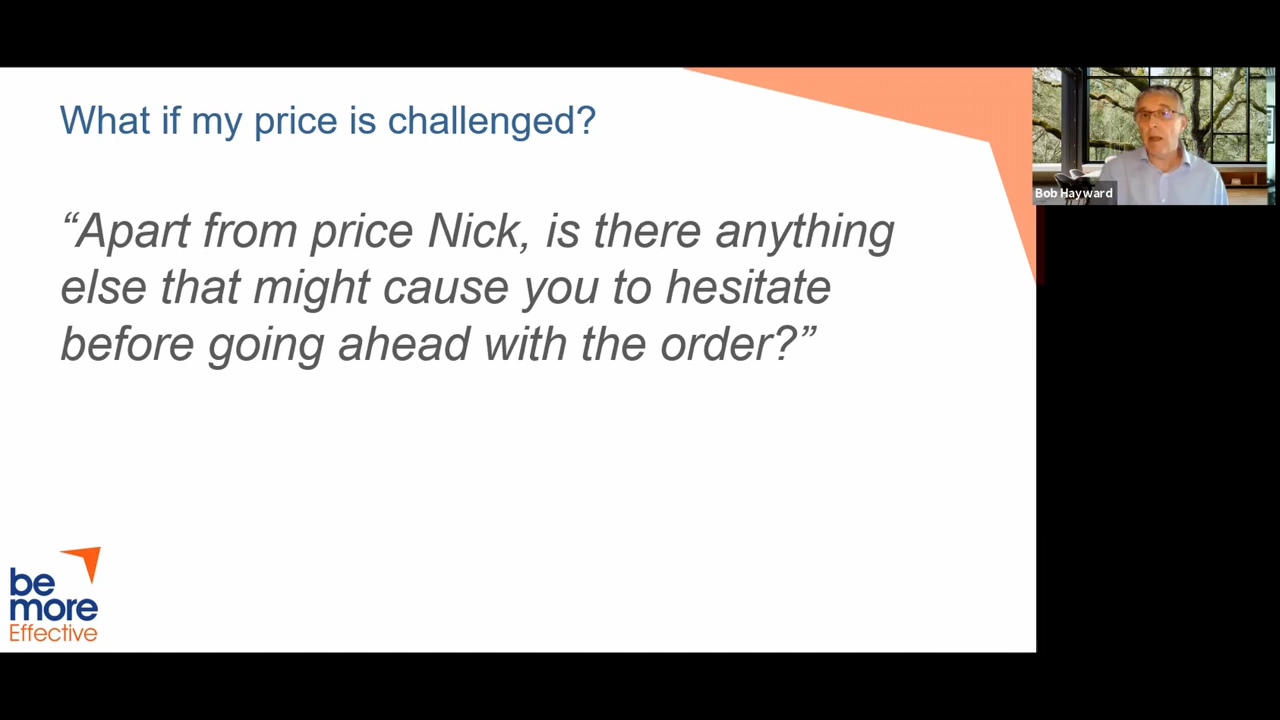 What if my price is challenged?
“Apart from price Nick, is there anything
else that might cause you to hesitate
before going ahead with the order?”
Bob Hayward
be
more
Effective